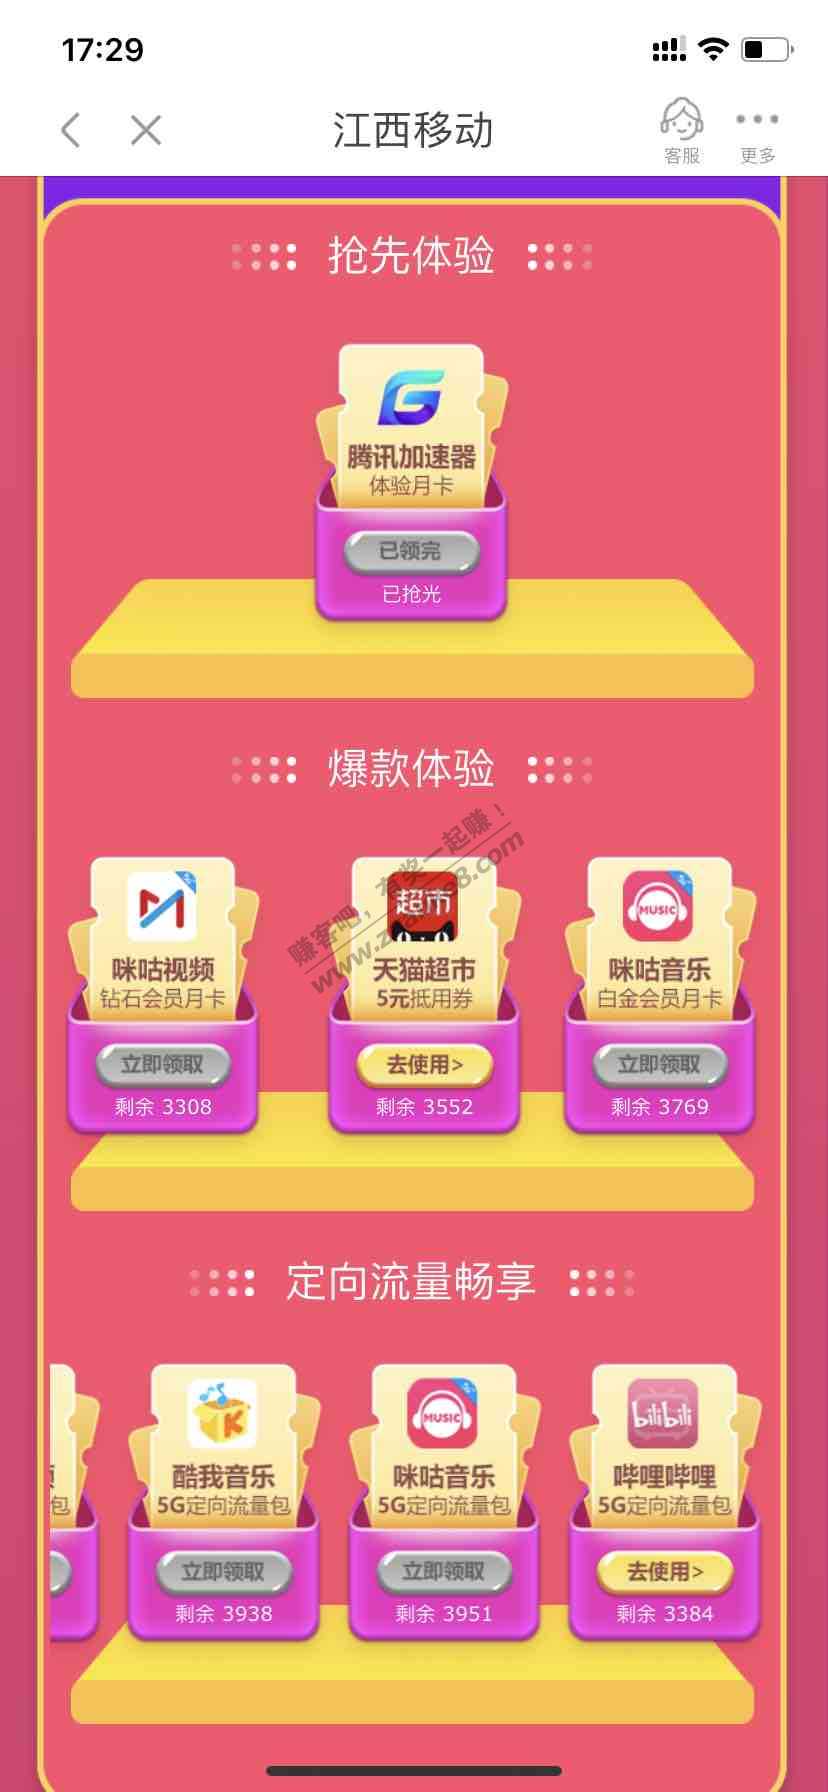 17:29
江西移动
客服
更多
抢先体验
腾讯加速器
体验月卡
已领完
已抢光
爆款体验
赚客吧，有奖一起赚！
超市
MUSIC
咪咕视频
天猫超市
咪咕音乐
钻石会员月卡
5元抵用券
白金会员月卡
立即领取
去使用>
立即领取
剩余 3308
剩余 3552
剩余 3769
定向流量畅享
K
MUSIC
bilibili
酷我音乐
咪咕音乐
哔哩哔哩
包
5G定向流量包
5G定向流量包
5G定向流量包
立即领取
立即领取
去使用>
剩余 3938
剩余 3951
剩余 3384